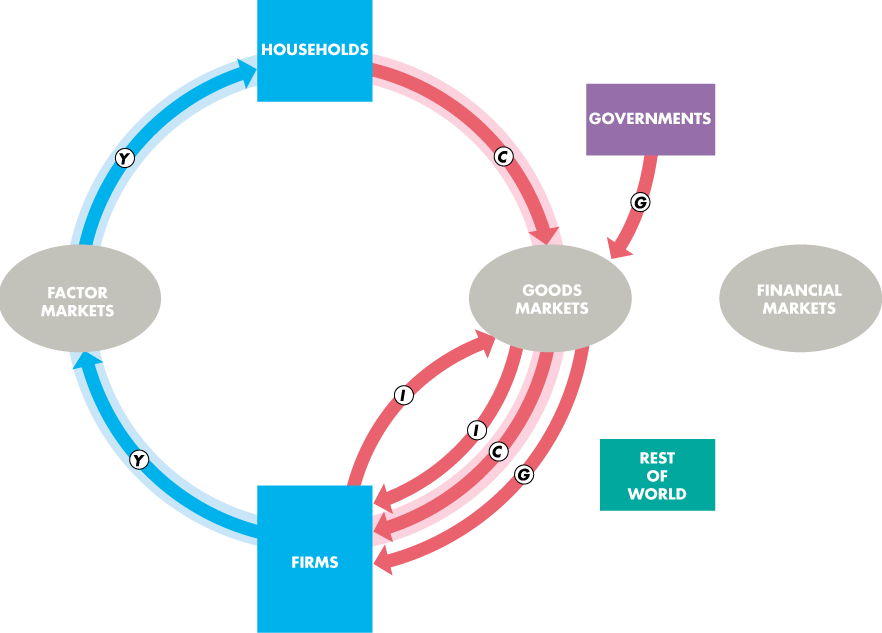 HOUSEHOLDS
GOVERNMENTS
Y
C
G
FACTOR
MARKETS
GOODS
MARKETS
FINANCIAL
MARKETS
I
I
C
Y
G
REST
OF
WORLD
FIRMS